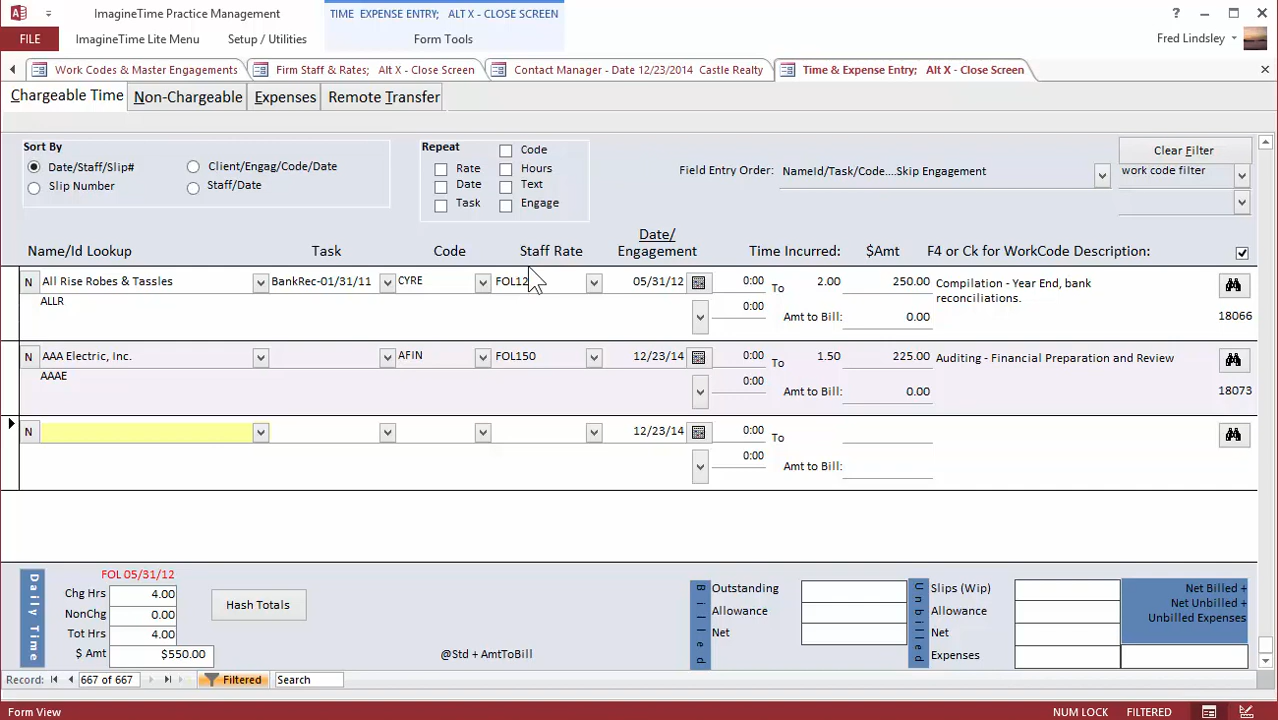 ImagineTime Practice Management
TIME EXPENSE ENTRY; ALT X - CLOSE SCREEN
?
FILE
ImagineTime Lite Menu
Setup / Utilities
Form Tools
Fred Lindsley
Work Codes & Master Engagements
Firm Staff & Rates; Alt X - Close Screen
Contact Manager - Date 12/23/2014 Castle Realty
Time & Expense Entry; Alt X - Close Screen
Chargeable Time
Non-Chargeable
Expenses
Remote Transfer
Sort By
Date/Staff/Slip#
Client/Engag/Code/Date
Slip Number
Staff/Date
Repeat
Code
Rate
Hours
Date
Text
Task
Engage
Field Entry Order:
NameId/Task/Code....Skip Engagement
Clear Filter
work code filter
Name/Id Lookup
Task
Code
Staff Rate
Date/
Engagement
Time Incurred:
$Amt
F4 or Ck for WorkCode Description:
N All Rise Robes & Tassles BankRec-01/31/11 CYRE 05/31/12 0:00 To 2.00 250.00 Compilation - Year End, bank
reconciliations.
ALLR 0:00 Amt to Bill: 0.00 18066
N AAA Electric, Inc. AFIN FOL150 12/23/14 0:00 To 1.50 225.00 Auditing - Financial Preparation and Review
AAAE 0:00 Amt to Bill: 0.00 18073
N 12/23/14 0:00 To
0:00 Amt to Bill:
Daily Time
FOL 05/31/12
Chg Hrs 4.00
NonChg 0.00
Tot Hrs 4.00
$ Amt $550.00
Hash Totals
@Std + AmtToBill
Billed
Outstanding
Allowance
Net
Unbilled
Slips (Wip)
Allowance
Net
Expenses
Net Billed +
Net Unbilled +
Unbilled Expenses
Record: 667 of 667 Filtered Search
Form View
NUM LOCK
FILTERED